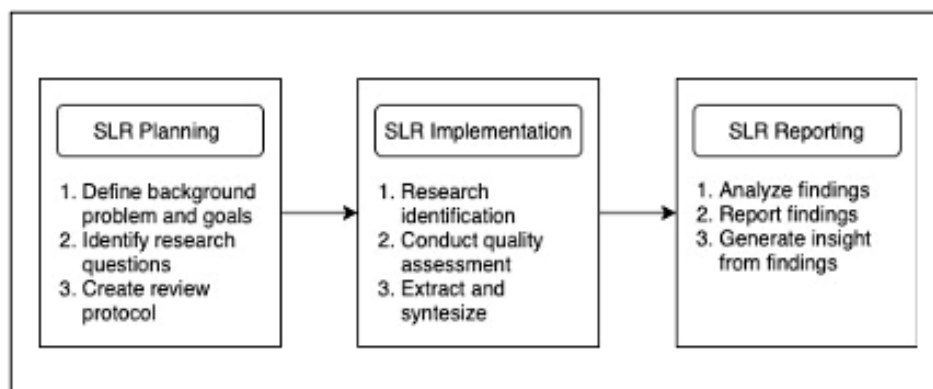 SLR Planning
1. Define background
problem and goals
2. Identify research
questions
3. Create review
protocol
SLR Implementation
1. Research
identification
2. Conduct quality
assessment
3. Extract and
syntesize
SLR Reporting
1. Analyze findings
2. Report findings
3. Generate insight
from findings